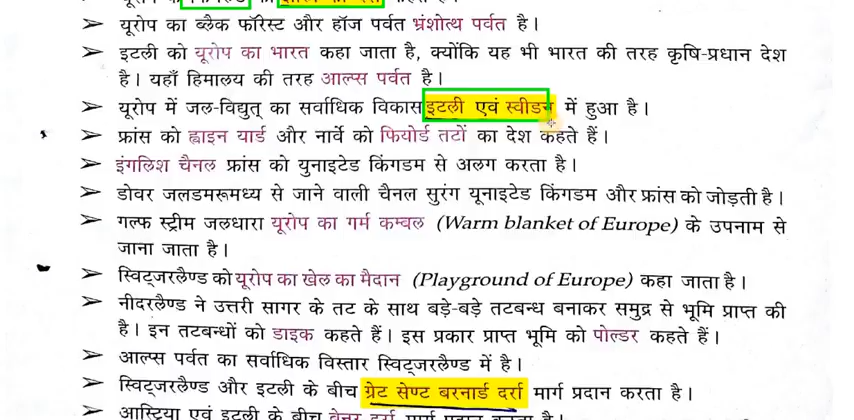 ➢ यूरोप का ब्लैक फॉरेस्ट और हॉज पर्वत भ्रंशोत्थ पर्वत है।
➢ इटली को यूरोप का भारत कहा जाता है, क्योंकि यह भी भारत की तरह कृषि-प्रधान देश
है। यहाँ हिमालय की तरह आल्प्स पर्वत है।
➢ यूरोप में जल-विद्युत् का सर्वाधिक विकास इटली एवं स्वीडन में हुआ है।
➢ फ्रांस को ह्वाइन यार्ड और नार्वे को फियोर्ड तटों का देश कहते हैं।
➢ इंगलिश चैनल फ्रांस को युनाइटेड किंगडम से अलग करता है।
➢ डोवर जलडमरूमध्य से जाने वाली चैनल सुरंग यूनाइटेड किंगडम और फ्रांस को जोड़ती है।
➢ गल्फ स्ट्रीम जलधारा यूरोप का गर्म कम्बल (Warm blanket of Europe) के उपनाम से
जाना जाता है।
➢ स्विट्जरलैण्ड को यूरोप का खेल का मैदान (Playground of Europe) कहा जाता है।
➢ नीदरलैण्ड ने उत्तरी सागर के तट के साथ बड़े-बड़े तटबन्ध बनाकर समुद्र से भूमि प्राप्त की
है। इन तटबन्धों को डाइक कहते हैं। इस प्रकार प्राप्त भूमि को पोल्डर कहते हैं।
➢ आल्प्स पर्वत का सर्वाधिक विस्तार स्विट्जरलैण्ड में है।
➢ स्विट्जरलैण्ड और इटली के बीच ग्रेट सेण्ट बरनार्ड दर्रा मार्ग प्रदान करता है।
➢ आस्ट्रिया एवं इटली के बीच